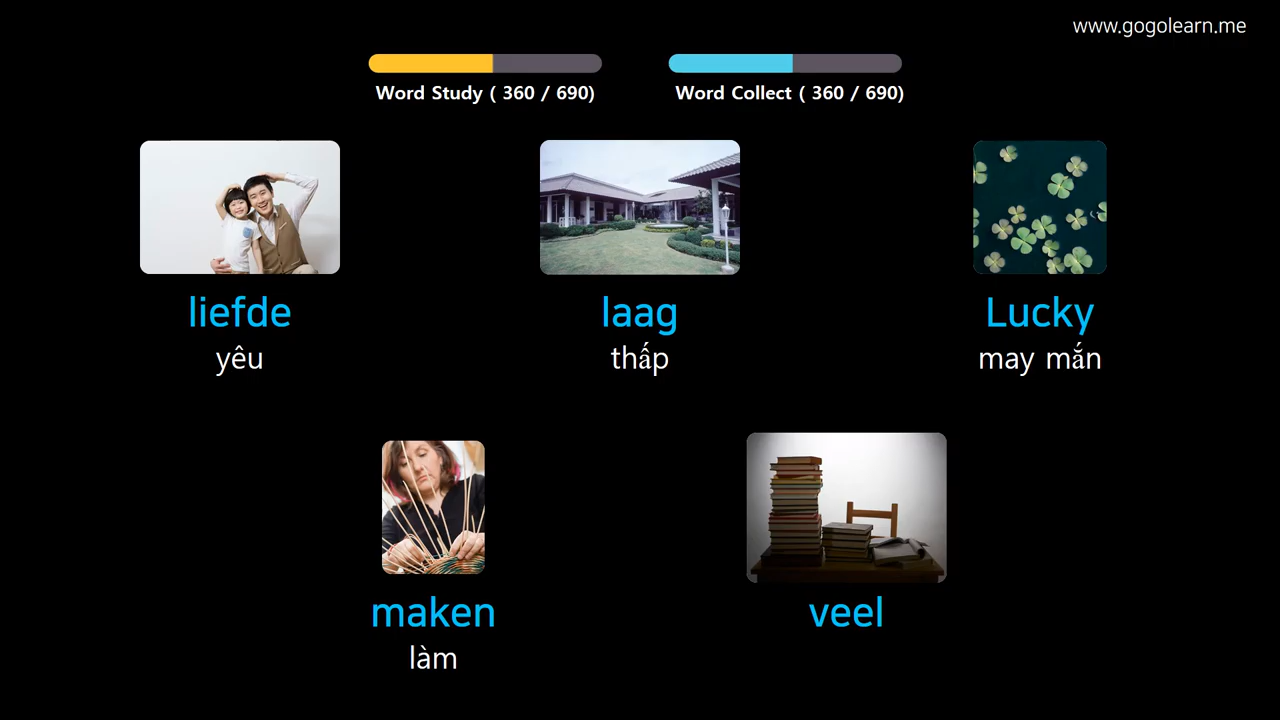 www.gogolearn.me
Word Study ( 360 / 690)
Word Collect ( 360 / 690)
liefde
yêu
laag
thấp
Lucky
may mắn
maken
làm
veel